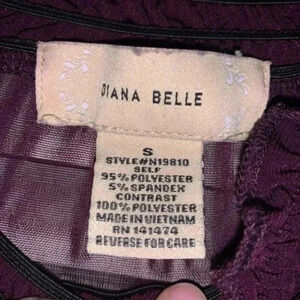 DIANA BELLE
S
STYLE#N19810
SELF
95% POLYESTER
5% SPANDEX
CONTRAST
100% POLYESTER
MADE IN VIETNAM
RN 141474
REVERSE FOR CARE